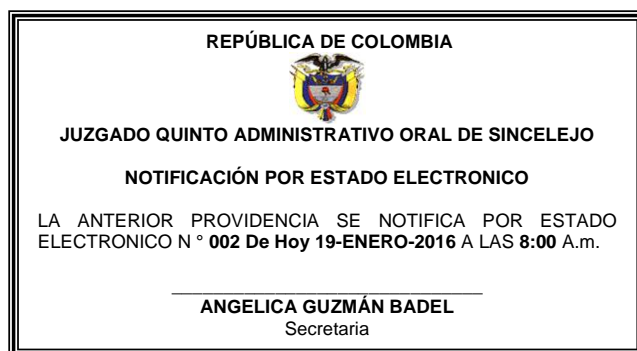 REPÚBLICA DE COLOMBIA
JUZGADO QUINTO ADMINISTRATIVO ORAL DE SINCELEJO
NOTIFICACIÓN POR ESTADO ELECTRONICO
LA ANTERIOR PROVIDENCIA SE NOTIFICA POR ESTADO
ELECTRONICO N ° 002 De Hoy 19-ENERO-2016 A LAS 8:00 A.m.
ANGELICA GUZMÁN BADEL
Secretaria